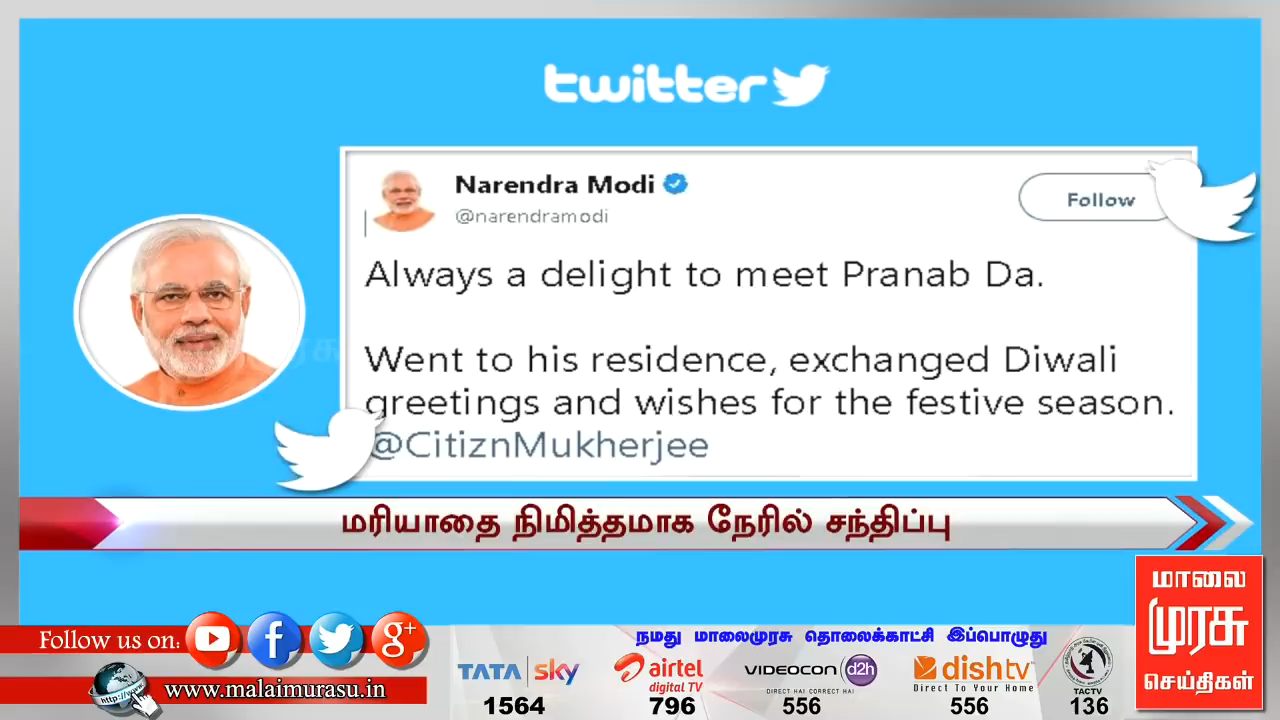 twitter
Narendra Modi
@narendramodi
Follow
Always a delight to meet Pranab Da.
Went to his residence, exchanged Diwali
greetings and wishes for the festive season.
@CitiznMukherjee
மரியாதை நிமித்தமாக நேரில் சந்திப்பு
மாலை
முரசு
செய்திகள்
Follow us on:
g+
http://www
www.malaimurasu.in
நமது மாலைமுரசு தொலைக்காட்சி இப்பொழுது
TATA sky
1564
airtel
digital TV
796
VIDEOCON d2h
DIRECT HAI CORRECT HAI
556
dishtv
Direct To Your Home
556
TACTV
136